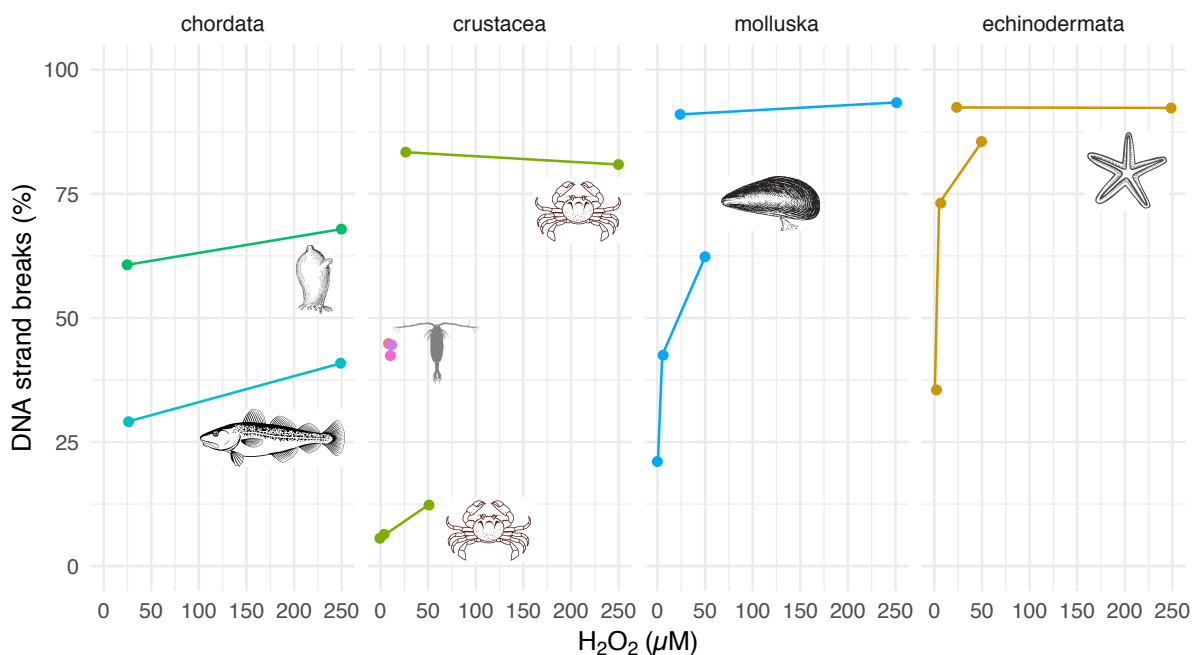 chordata crustacea molluska echinodermata
100
75
50
25
0
DNA strand breaks (%)
0 50 100 150 200 250 0 50 100 150 200 250 0 50 100 150 200 250 0 50 100 150 200 250
H₂O₂ (µM)